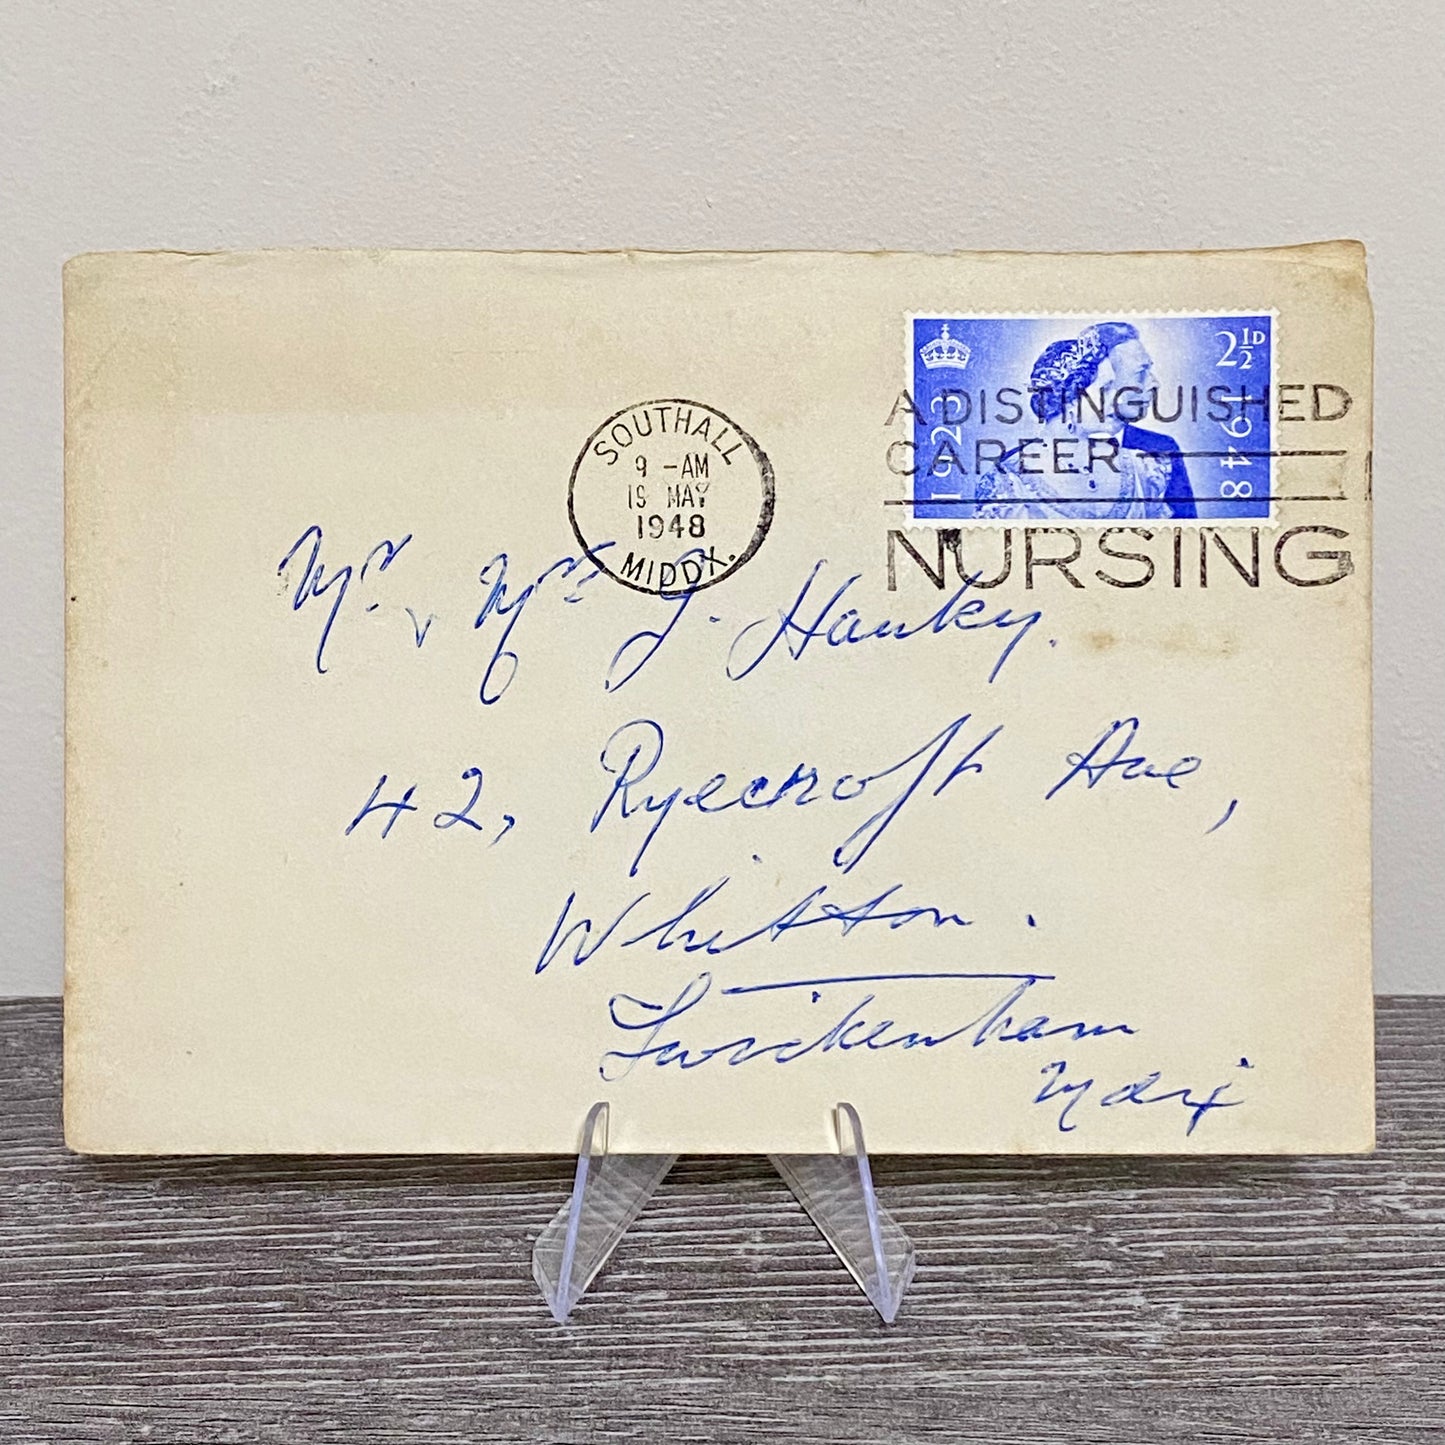 SOUTHALL
9 - AM
19 MAY
1948
MIDDX.
1923
1948
2½D
A DISTINGUISHED
CAREER
NURSING
Mr. & Mrs J. Hanky.
42, Ryecroft Ave,
Whitton.
Twickenham
Mdx